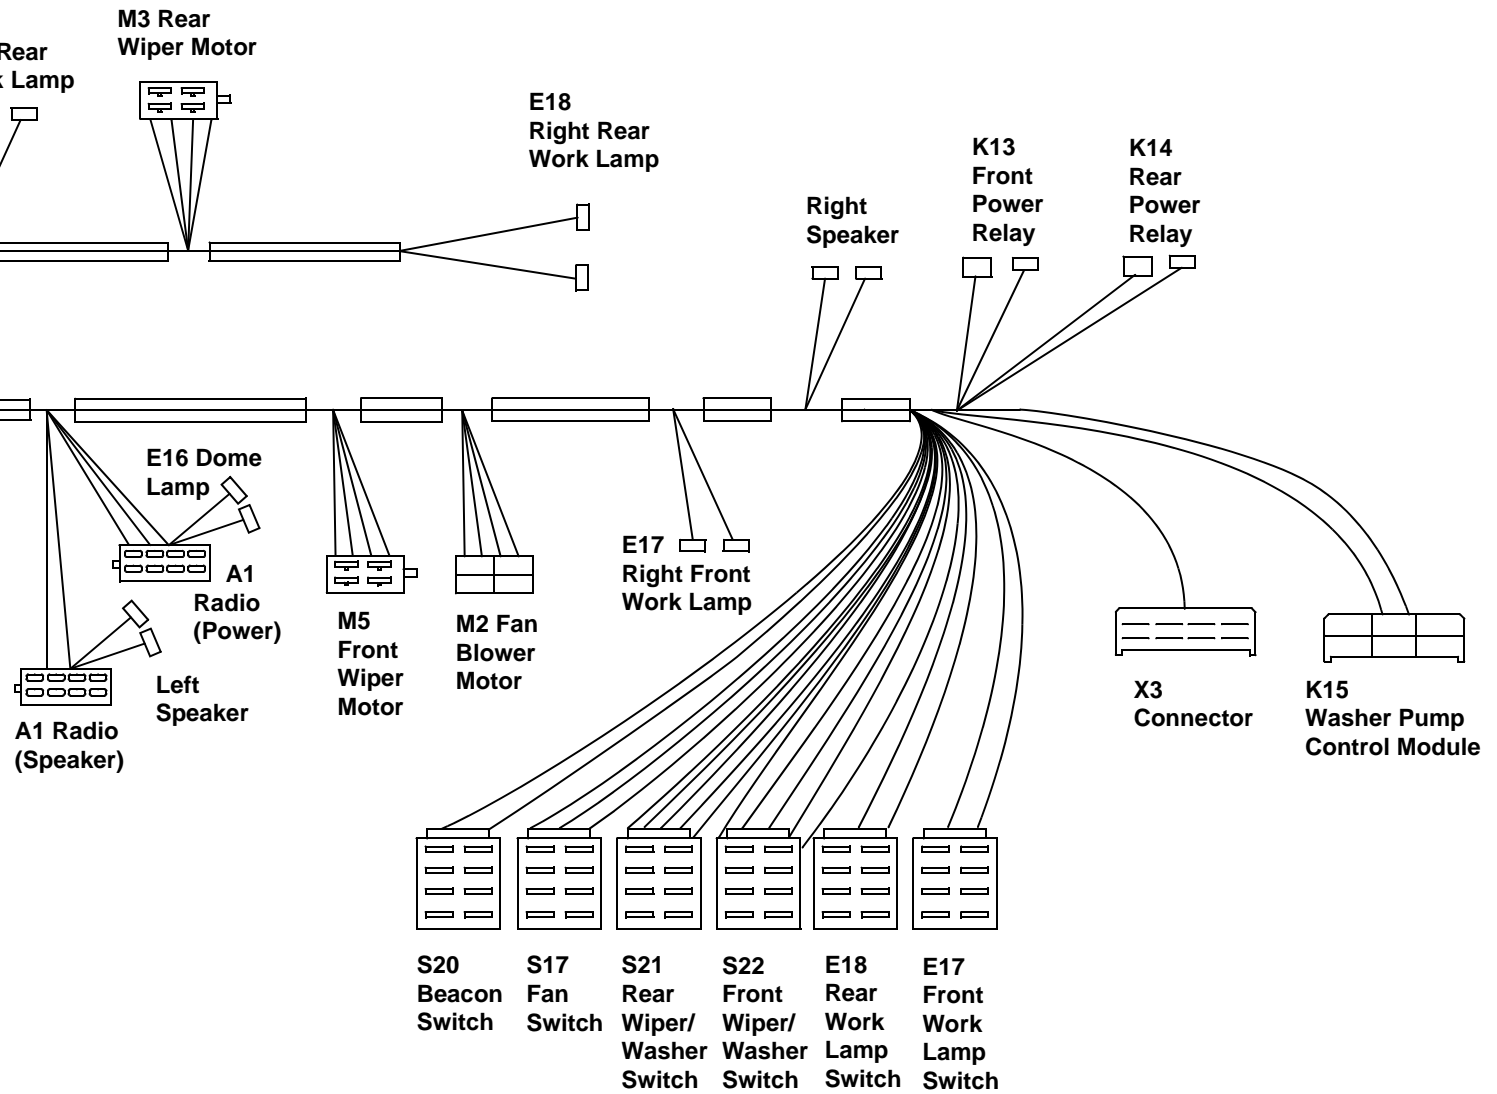 M3 Rear
Wiper Motor
Rear
Lamp
E18
Right Rear
Work Lamp
Right
Speaker
K13
Front
Power
Relay
K14
Rear
Power
Relay
E16 Dome
Lamp
A1
Radio
(Power)
Left
Speaker
A1 Radio
(Speaker)
M5
Front
Wiper
Motor
M2 Fan
Blower
Motor
E17
Right Front
Work Lamp
X3
Connector
K15
Washer Pump
Control Module
S20
Beacon
Switch
S17
Fan
Switch
S21
Rear
Wiper/
Washer
Switch
S22
Front
Wiper/
Washer
Switch
E18
Rear
Work
Lamp
Switch
E17
Front
Work
Lamp
Switch